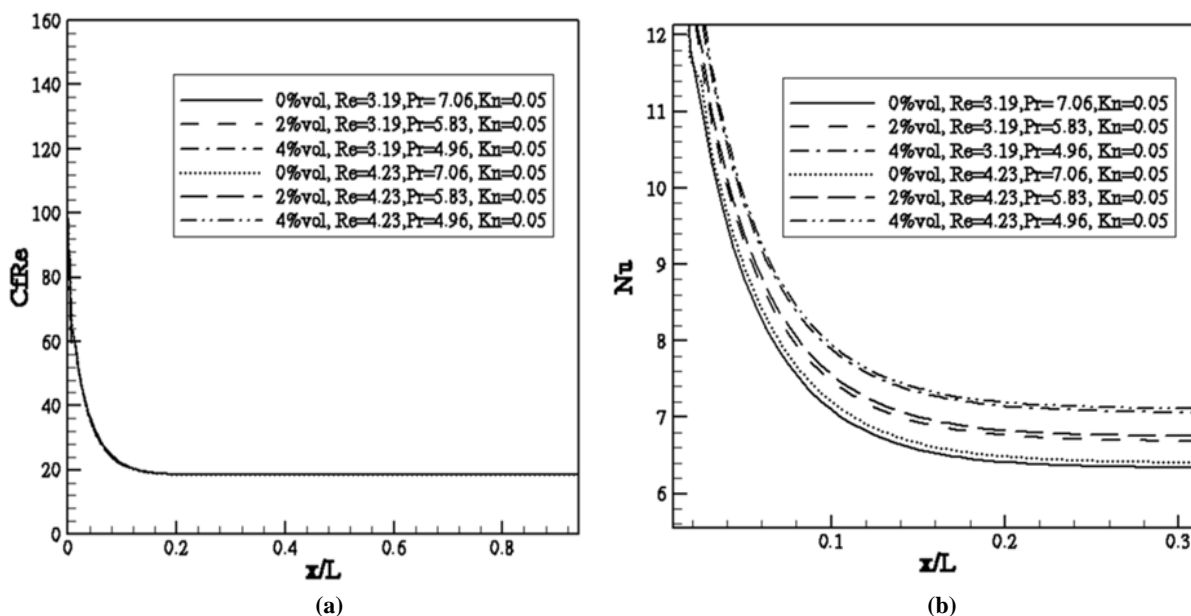 160
140
120
100
80
60
40
20
0
CfRe
0%vol, Re=3.19,Pr=7.06,Kn=0.05
2%vol, Re=3.19,Pr=5.83, Kn=0.05
4%vol, Re=3.19,Pr=4.96, Kn=0.05
0%vol, Re=4.23,Pr=7.06, Kn=0.05
2%vol, Re=4.23,Pr=5.83, Kn=0.05
4%vol, Re=4.23,Pr=4.96, Kn=0.05
0 0.2 0.4 0.6 0.8
x/L
(a)
12
11
10
9
8
7
6
Nu
0%vol, Re=3.19,Pr=7.06,Kn=0.05
2%vol, Re=3.19,Pr=5.83, Kn=0.05
4%vol, Re=3.19,Pr=4.96, Kn=0.05
0%vol, Re=4.23,Pr=7.06, Kn=0.05
2%vol, Re=4.23,Pr=5.83, Kn=0.05
4%vol, Re=4.23,Pr=4.96, Kn=0.05
0.1 0.2 0.3
x/L
(b)